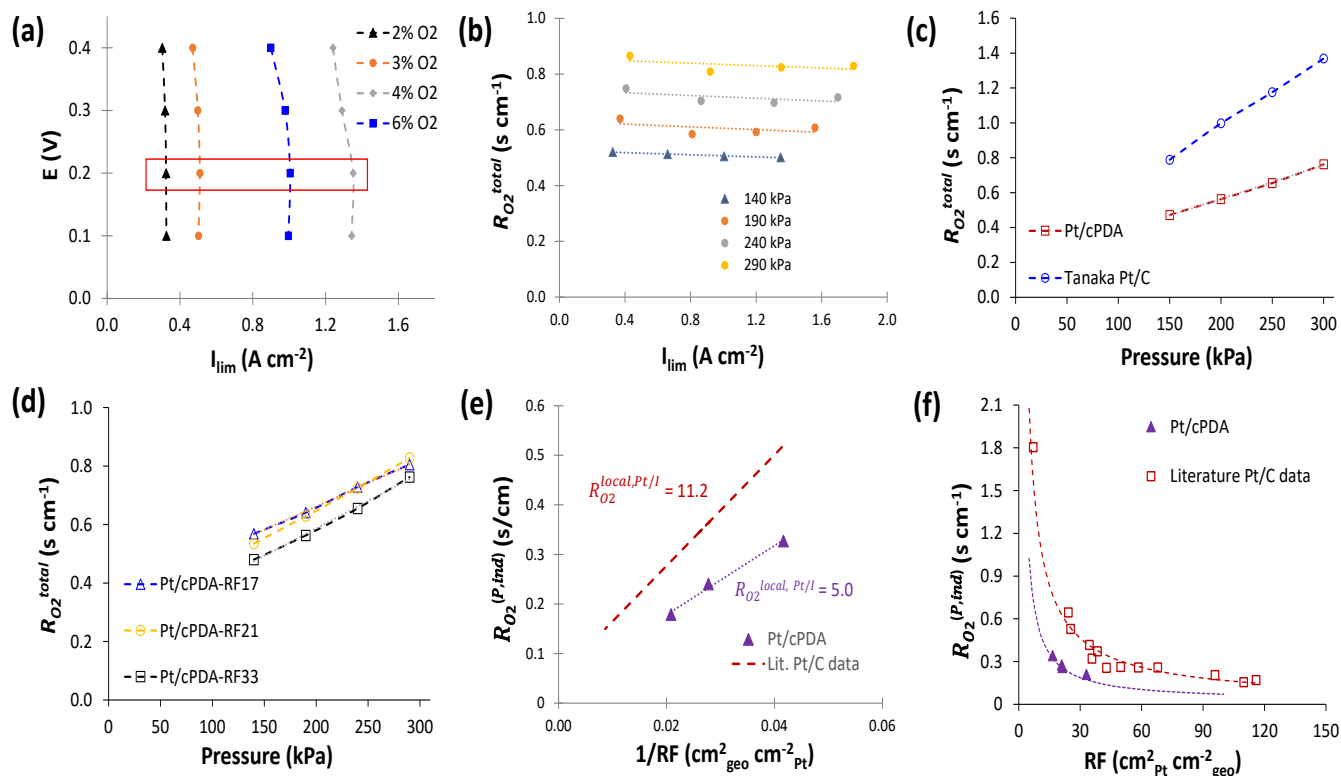 (a)
E (V)
0.4
0.3
0.2
0.1
0.0
0.0
0.4
0.8
1.2
1.6
I_lim (A cm⁻²)
2% O2
3% O2
4% O2
6% O2
(b)
R_O2^total (s cm⁻¹)
1.0
0.8
0.6
0.4
0.2
0.0
0.0
0.4
0.8
1.2
1.6
2.0
I_lim (A cm⁻²)
140 kPa
190 kPa
240 kPa
290 kPa
(c)
R_O2^total (s cm⁻¹)
1.6
1.4
1.2
1.0
0.8
0.6
0.4
0.2
0.0
0
50
100
150
200
250
300
Pressure (kPa)
Pt/cPDA
Tanaka Pt/C
(d)
R_O2^total (s cm⁻¹)
1.0
0.8
0.6
0.4
0.2
0.0
0
50
100
150
200
250
300
Pressure (kPa)
Pt/cPDA-RF17
Pt/cPDA-RF21
Pt/cPDA-RF33
(e)
R_O2^(P,ind) (s/cm)
0.6
0.5
0.4
0.3
0.2
0.1
0
0.00
0.02
0.04
0.06
1/RF (cm²_geo cm⁻²_Pt)
R_O2^local,Pt/I = 11.2
R_O2^local, Pt/I = 5.0
Pt/cPDA
Lit. Pt/C data
(f)
R_O2^(P,ind) (s cm⁻¹)
2.1
1.8
1.5
1.2
0.9
0.6
0.3
0.0
0
30
60
90
120
150
RF (cm²_Pt cm⁻²_geo)
Pt/cPDA
Literature Pt/C data